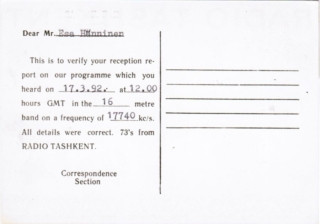 Dear Mr. Esa Hänninen
This is to verify your reception re-
port on our programme which you
heard on 17.3.92. at 12.00
hours GMT in the 16 metre
band on a frequency of 17740 kc/s.
All details were correct. 73's from
RADIO TASHKENT.
Correspondence
Section